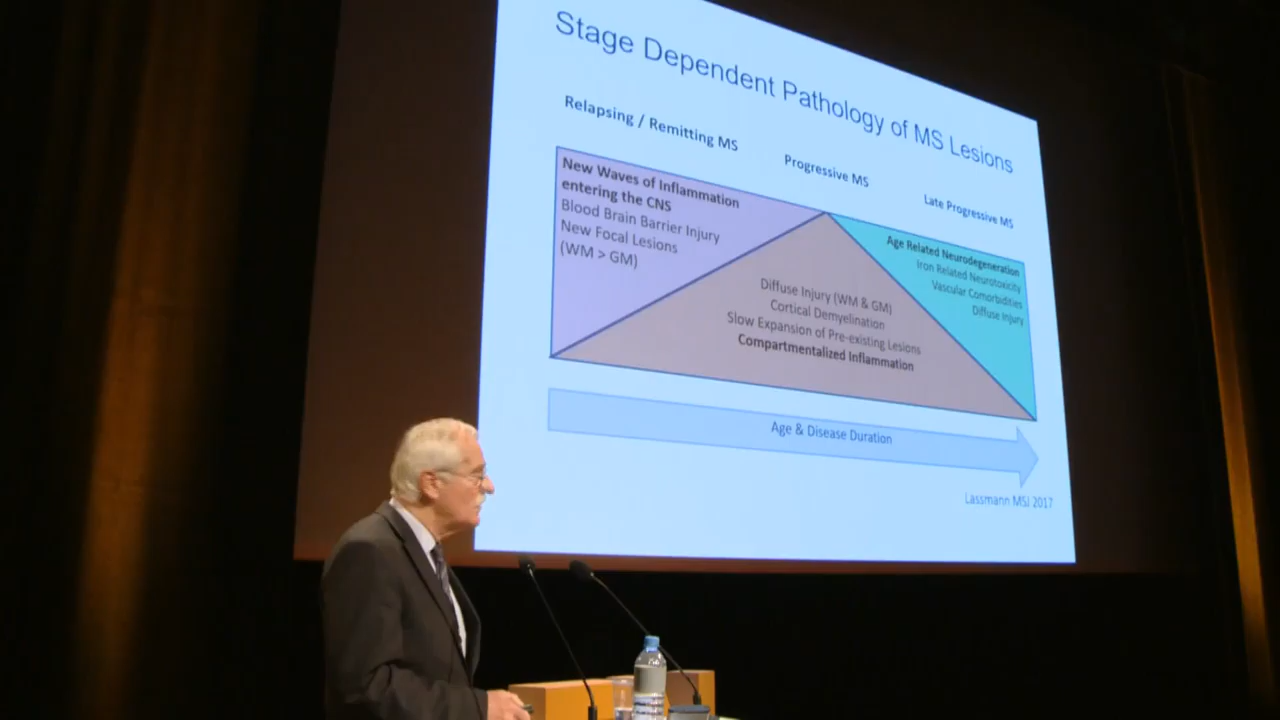 Stage Dependent Pathology of MS Lesions
Relapsing / Remitting MS
Progressive MS
Late Progressive MS
New Waves of Inflammation
entering the CNS
Blood Brain Barrier Injury
New Focal Lesions
(WM > GM)
Age Related Neurodegeneration
Iron Related Neurotoxicity
Vascular Comorbidities
Diffuse Injury
Diffuse Injury (WM & GM)
Cortical Demyelination
Slow Expansion of Pre-existing Lesions
Compartmentalized Inflammation
Age & Disease Duration
Lassmann MSJ 2017